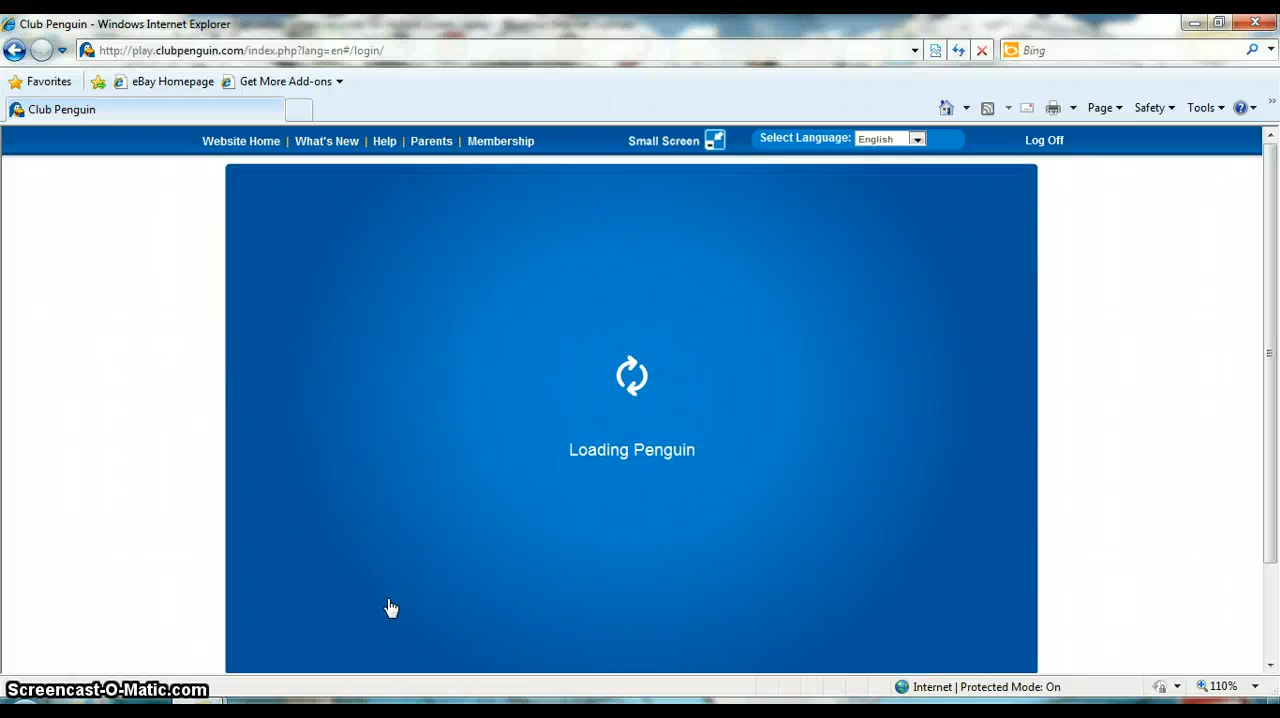 Club Penguin - Windows Internet Explorer
http://play.clubpenguin.com/index.php?lang=en#/login/
Bing
Favorites
eBay Homepage
Get More Add-ons
Club Penguin
Page
Safety
Tools
Website Home | What's New | Help | Parents | Membership
Small Screen
Select Language: English
Log Off
Loading Penguin
Internet | Protected Mode: On
110%
Screencast-O-Matic.com